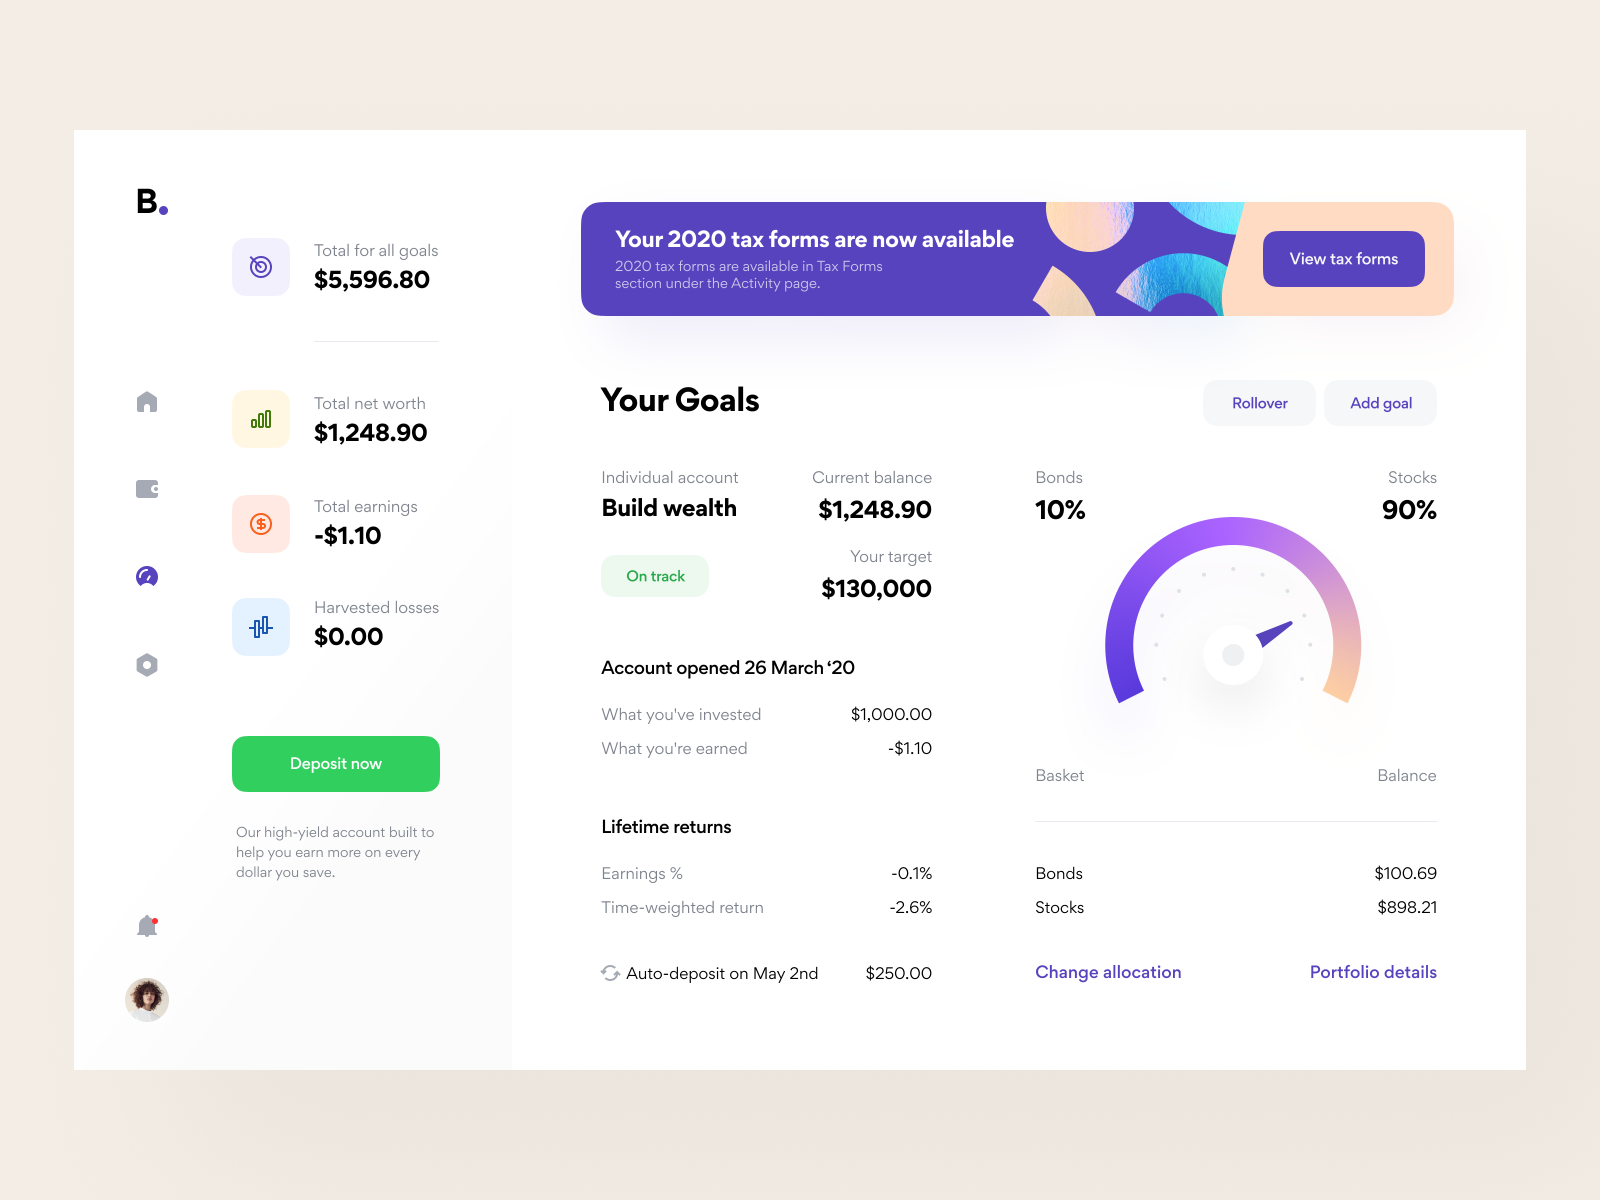 B.
Total for all goals
$5,596.80
Total net worth
$1,248.90
Total earnings
-$1.10
Harvested losses
$0.00
Deposit now
Our high-yield account built to
help you earn more on every
dollar you save.
Your 2020 tax forms are now available
2020 tax forms are available in Tax Forms
section under the Activity page.
View tax forms
Your Goals
Rollover
Add goal
Individual account
Build wealth
Current balance
$1,248.90
On track
Your target
$130,000
Account opened 26 March ‘20
What you've invested $1,000.00
What you're earned -$1.10
Lifetime returns
Earnings % -0.1%
Time-weighted return -2.6%
Auto-deposit on May 2nd $250.00
Bonds
10%
Stocks
90%
Basket Balance
Bonds $100.69
Stocks $898.21
Change allocation Portfolio details